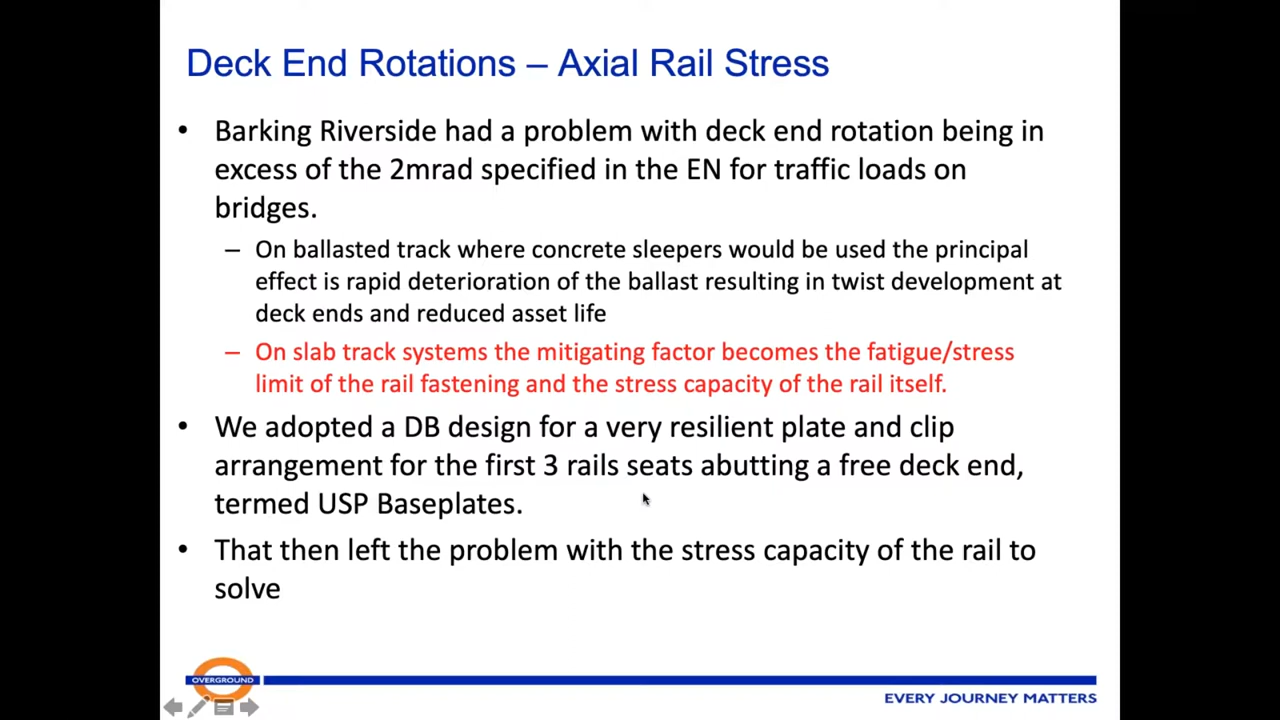 Deck End Rotations – Axial Rail Stress
• Barking Riverside had a problem with deck end rotation being in
excess of the 2mrad specified in the EN for traffic loads on
bridges.
– On ballasted track where concrete sleepers would be used the principal
effect is rapid deterioration of the ballast resulting in twist development at
deck ends and reduced asset life
– On slab track systems the mitigating factor becomes the fatigue/stress
limit of the rail fastening and the stress capacity of the rail itself.
• We adopted a DB design for a very resilient plate and clip
arrangement for the first 3 rails seats abutting a free deck end,
termed USP Baseplates.
• That then left the problem with the stress capacity of the rail to
solve
OVERGROUND
EVERY JOURNEY MATTERS